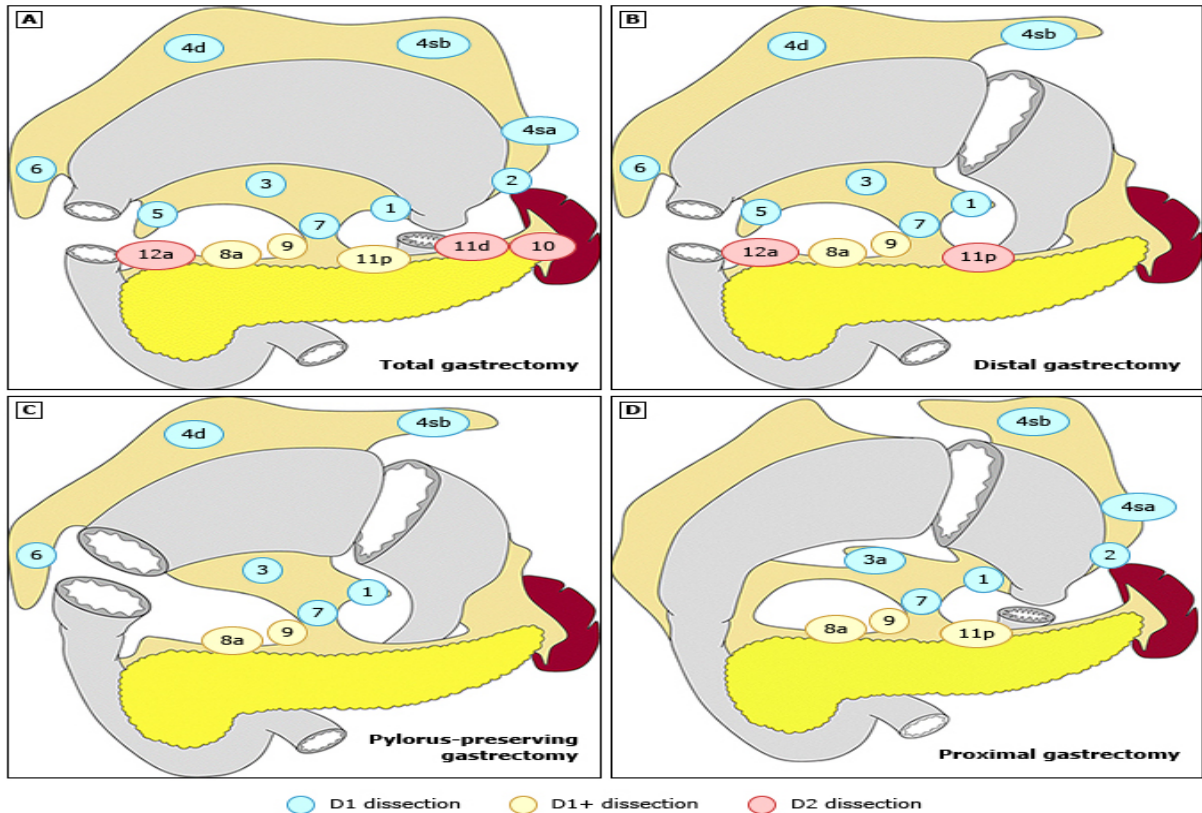 A
4d
4sb
4sa
6
3
2
5
1
7
9
12a
8a
11p
11d
10
Total gastrectomy
B
4d
4sb
6
3
5
1
7
9
12a
8a
11p
Distal gastrectomy
C
4d
4sb
6
3
1
7
9
8a
Pylorus-preserving
gastrectomy
D
4sb
4sa
2
3a
1
7
9
8a
11p
Proximal gastrectomy
D1 dissection
D1+ dissection
D2 dissection